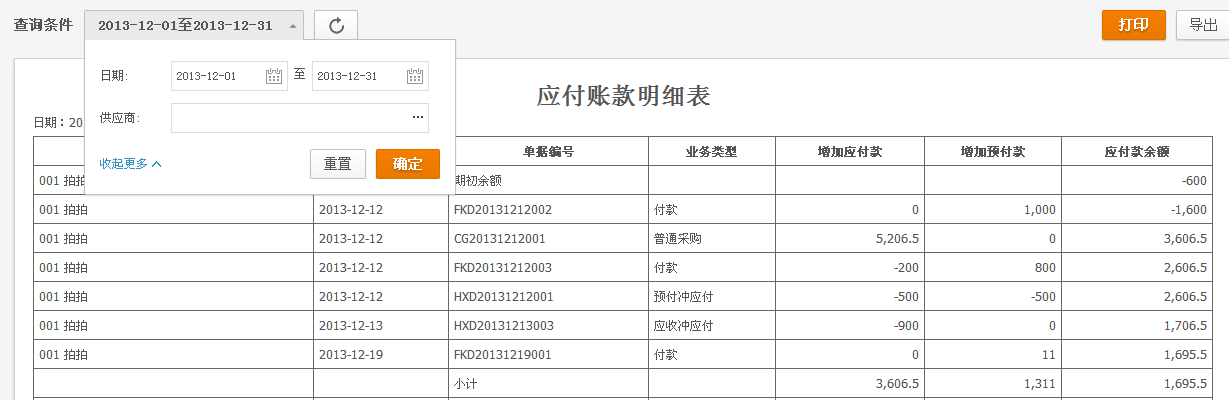 查询条件 2013-12-01至2013-12-31 打印 导出
日期: 2013-12-01 至 2013-12-31
应付账款明细表
供应商: ...
日期：20
收起更多 重置 确定
单据编号 业务类型 增加应付款 增加预付款 应付款余额
001 拍拍 期初余额 -600
001 拍拍 2013-12-12 FKD20131212002 付款 0 1,000 -1,600
001 拍拍 2013-12-12 CG20131212001 普通采购 5,206.5 0 3,606.5
001 拍拍 2013-12-12 FKD20131212003 付款 -200 800 2,606.5
001 拍拍 2013-12-12 HXD20131212001 预付冲应付 -500 -500 2,606.5
001 拍拍 2013-12-13 HXD20131213003 应收冲应付 -900 0 1,706.5
001 拍拍 2013-12-19 FKD20131219001 付款 0 11 1,695.5
小计 3,606.5 1,311 1,695.5